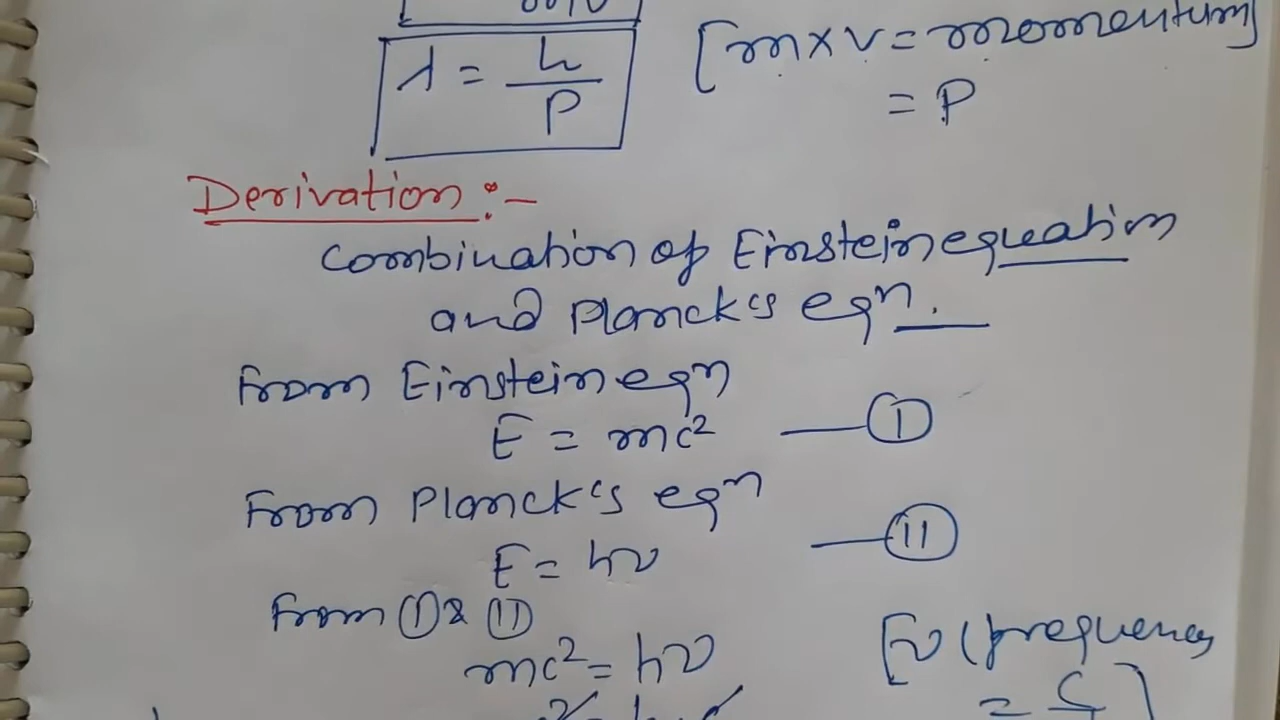 λ = h/P [m×v = momentum]
= P
Derivation :-
Combination of Einstein equation
and Planck's eqn.
From Einstein eqn
E = mc² — I
From Planck's eqn
E = hν — II
From I & II
mc² = hν [ν (frequency
= c